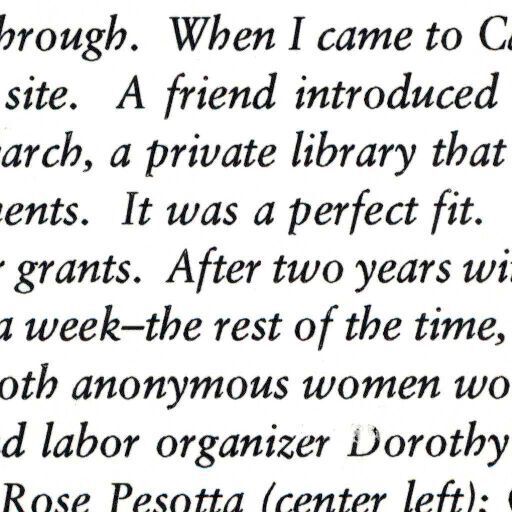 hrough. When I came to Ca
site. A friend introduced
arch, a private library that
ents. It was a perfect fit.
r grants. After two years wi
a week–the rest of the time,
oth anonymous women wo
d labor organizer Dorothy
Rose Pesotta (center left);